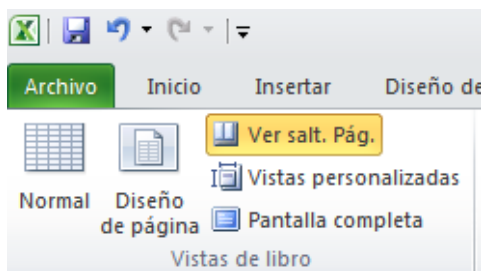 Archivo Inicio Insertar Diseño de
Ver salt. Pág.
Vistas personalizadas
Pantalla completa
Normal
Diseño
de página
Vistas de libro